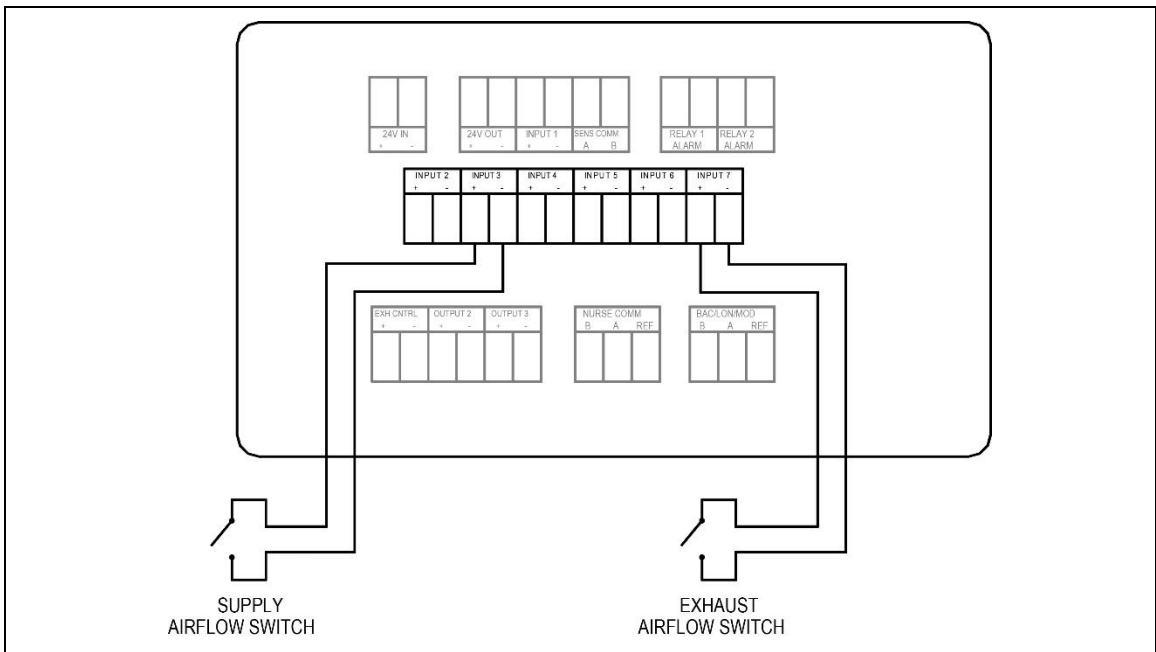 24V IN
+ -
24V OUT INPUT 1 SENS COMM
+ - + - A B
RELAY 1 RELAY 2
ALARM ALARM
INPUT 2 INPUT 3 INPUT 4 INPUT 5 INPUT 6 INPUT 7
+ - + - + - + - + - + -
EXH CNTRL OUTPUT 2 OUTPUT 3
+ - + - + -
NURSE COMM
B A REF
BAC/LON/MOD
B A REF
SUPPLY
AIRFLOW SWITCH
EXHAUST
AIRFLOW SWITCH